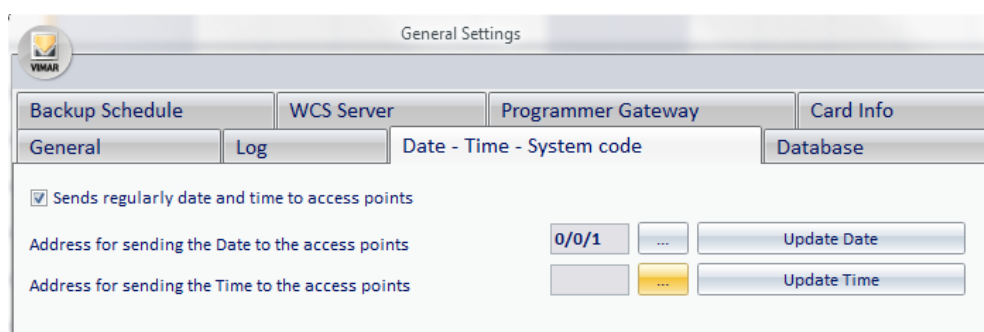 General Settings
VIMAR
Backup Schedule WCS Server Programmer Gateway Card Info
General Log Date - Time - System code Database
Sends regularly date and time to access points
Address for sending the Date to the access points 0/0/1 ... Update Date
Address for sending the Time to the access points ... Update Time